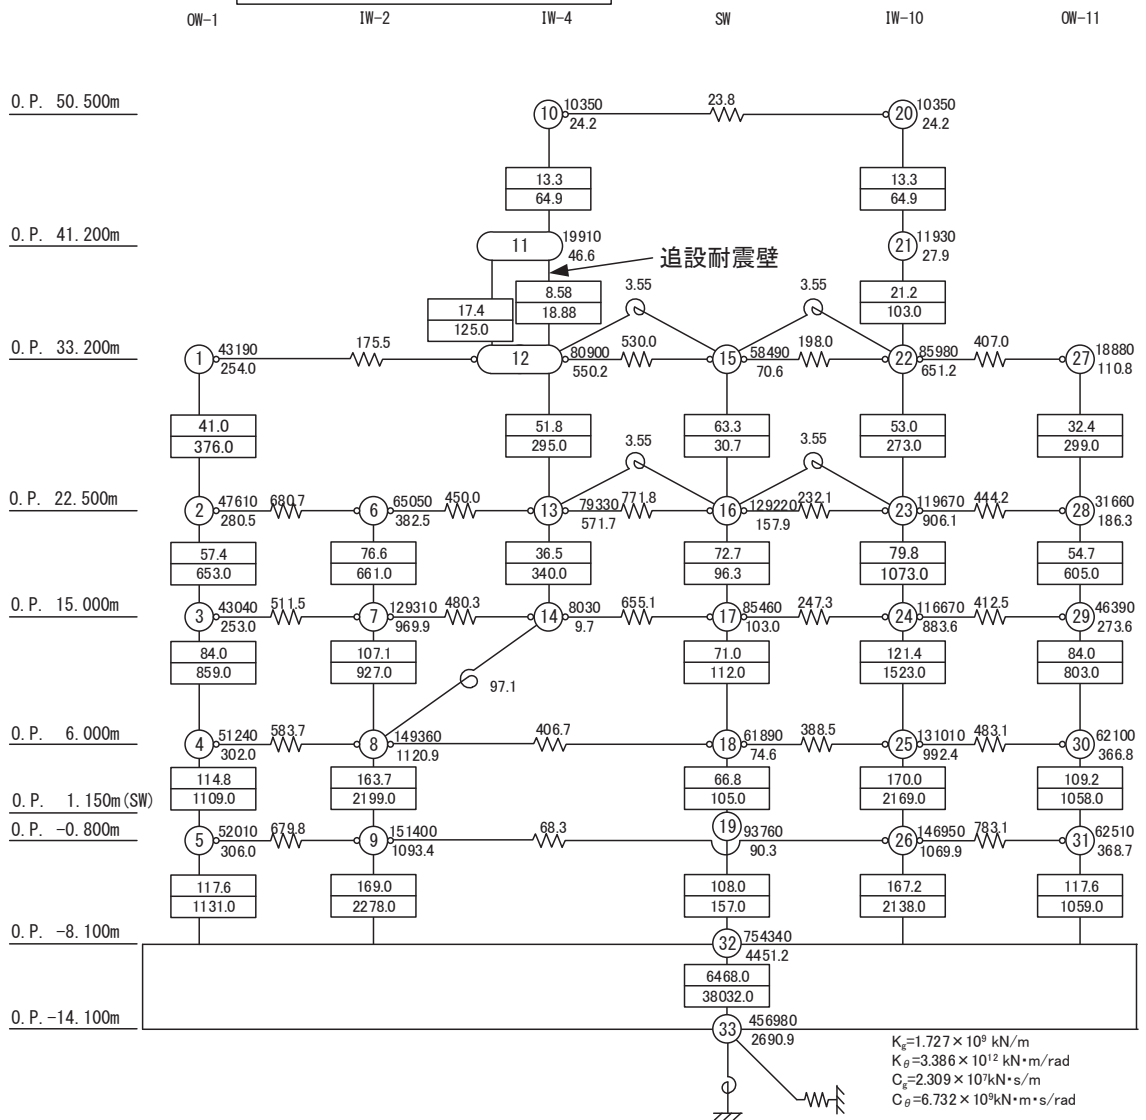 OW-1 IW-2 IW-4 SW IW-10 OW-11
O.P. 50.500m
10 10350 23.8 20 10350
24.2 24.2
13.3 13.3
64.9 64.9
O.P. 41.200m
11 19910 21 11930
46.6 27.9
追設耐震壁
17.4 8.58 3.55 3.55 21.2
125.0 18.88 103.0
O.P. 33.200m
1 43190 175.5 12 80900 530.0 15 58490 198.0 22 85980 407.0 27 18880
254.0 550.2 70.6 651.2 110.8
41.0 51.8 63.3 53.0 32.4
376.0 295.0 30.7 273.0 299.0
3.55 3.55
O.P. 22.500m
2 47610 680.7 6 65050 450.0 13 79330 771.8 16 129220 232.1 23 119670 444.2 28 31660
280.5 382.5 571.7 157.9 906.1 186.3
57.4 76.6 36.5 72.7 79.8 54.7
653.0 661.0 340.0 96.3 1073.0 605.0
O.P. 15.000m
3 43040 511.5 7 129310 480.3 14 8030 655.1 17 85460 247.3 24 116670 412.5 29 46390
253.0 969.9 9.7 103.0 883.6 273.6
84.0 107.1 71.0 121.4 84.0
859.0 927.0 112.0 1523.0 803.0
97.1
O.P. 6.000m
4 51240 583.7 8 149360 406.7 18 61890 388.5 25 131010 483.1 30 62100
302.0 1120.9 74.6 992.4 366.8
114.8 163.7 66.8 170.0 109.2
1109.0 2199.0 105.0 2169.0 1058.0
O.P. 1.150m(SW)
O.P. -0.800m
5 52010 679.8 9 151400 68.3 19 93760 26 146950 783.1 31 62510
306.0 1093.4 90.3 1069.9 368.7
117.6 169.0 108.0 167.2 117.6
1131.0 2278.0 157.0 2138.0 1059.0
O.P. -8.100m
32 754340
4451.2
6468.0
38032.0
O.P.-14.100m
33 456980
2690.9
Kg=1.727×10⁹ kN/m
Kθ=3.386×10¹² kN・m/rad
Cg=2.309×10⁷kN・s/m
Cθ=6.732×10⁹kN・m・s/rad